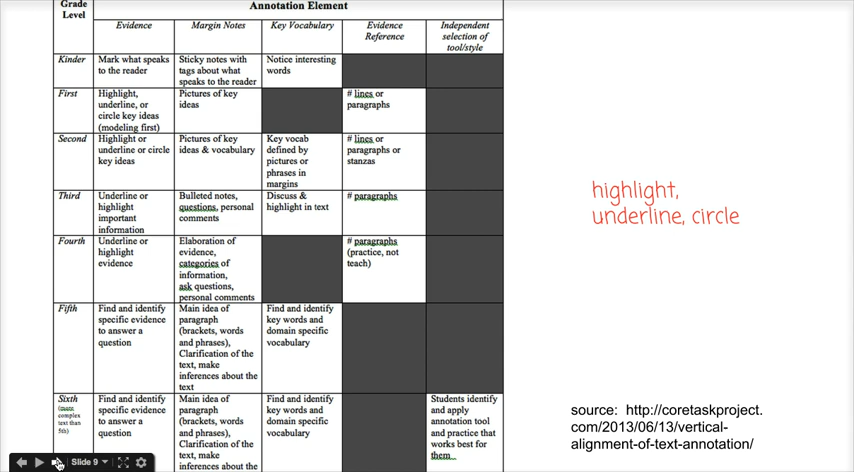 Grade
Level
Annotation Element
Evidence
Margin Notes
Key Vocabulary
Evidence
Reference
Independent
selection of
tool/style
Kinder
Mark what speaks
to the reader
Sticky notes with
tags about what
speaks to the reader
Notice interesting
words
First
Highlight,
underline, or
circle key ideas
(modeling first)
Pictures of key
ideas
# lines or
paragraphs
Second
Highlight or
underline or circle
key ideas
Pictures of key
ideas & vocabulary
Key vocab
defined by
pictures or
phrases in
margins
# lines or
paragraphs or
stanzas
Third
Underline or
highlight
important
information
Bulleted notes,
questions, personal
comments
Discuss &
highlight in text
# paragraphs
Fourth
Underline or
highlight
evidence
Elaboration of
evidence,
categories of
information,
ask questions,
personal comments
# paragraphs
(practice, not
teach)
Fifth
Find and identify
specific evidence
to answer a
question
Main idea of
paragraph
(brackets, words
and phrases),
Clarification of the
text, make
inferences about the
text
Find and identify
key words and
domain specific
vocabulary
Sixth
(more
complex
text than
5th)
Find and identify
specific evidence
to answer a
question
Main idea of
paragraph
(brackets, words
and phrases),
Clarification of the
text, make
inferences about the
Find and identify
key words and
domain specific
vocabulary
Students identify
and apply
annotation tool
and practice that
works best for
them
highlight,
underline, circle
source: http://coretaskproject.
com/2013/06/13/vertical-
alignment-of-text-annotation/
Slide 9